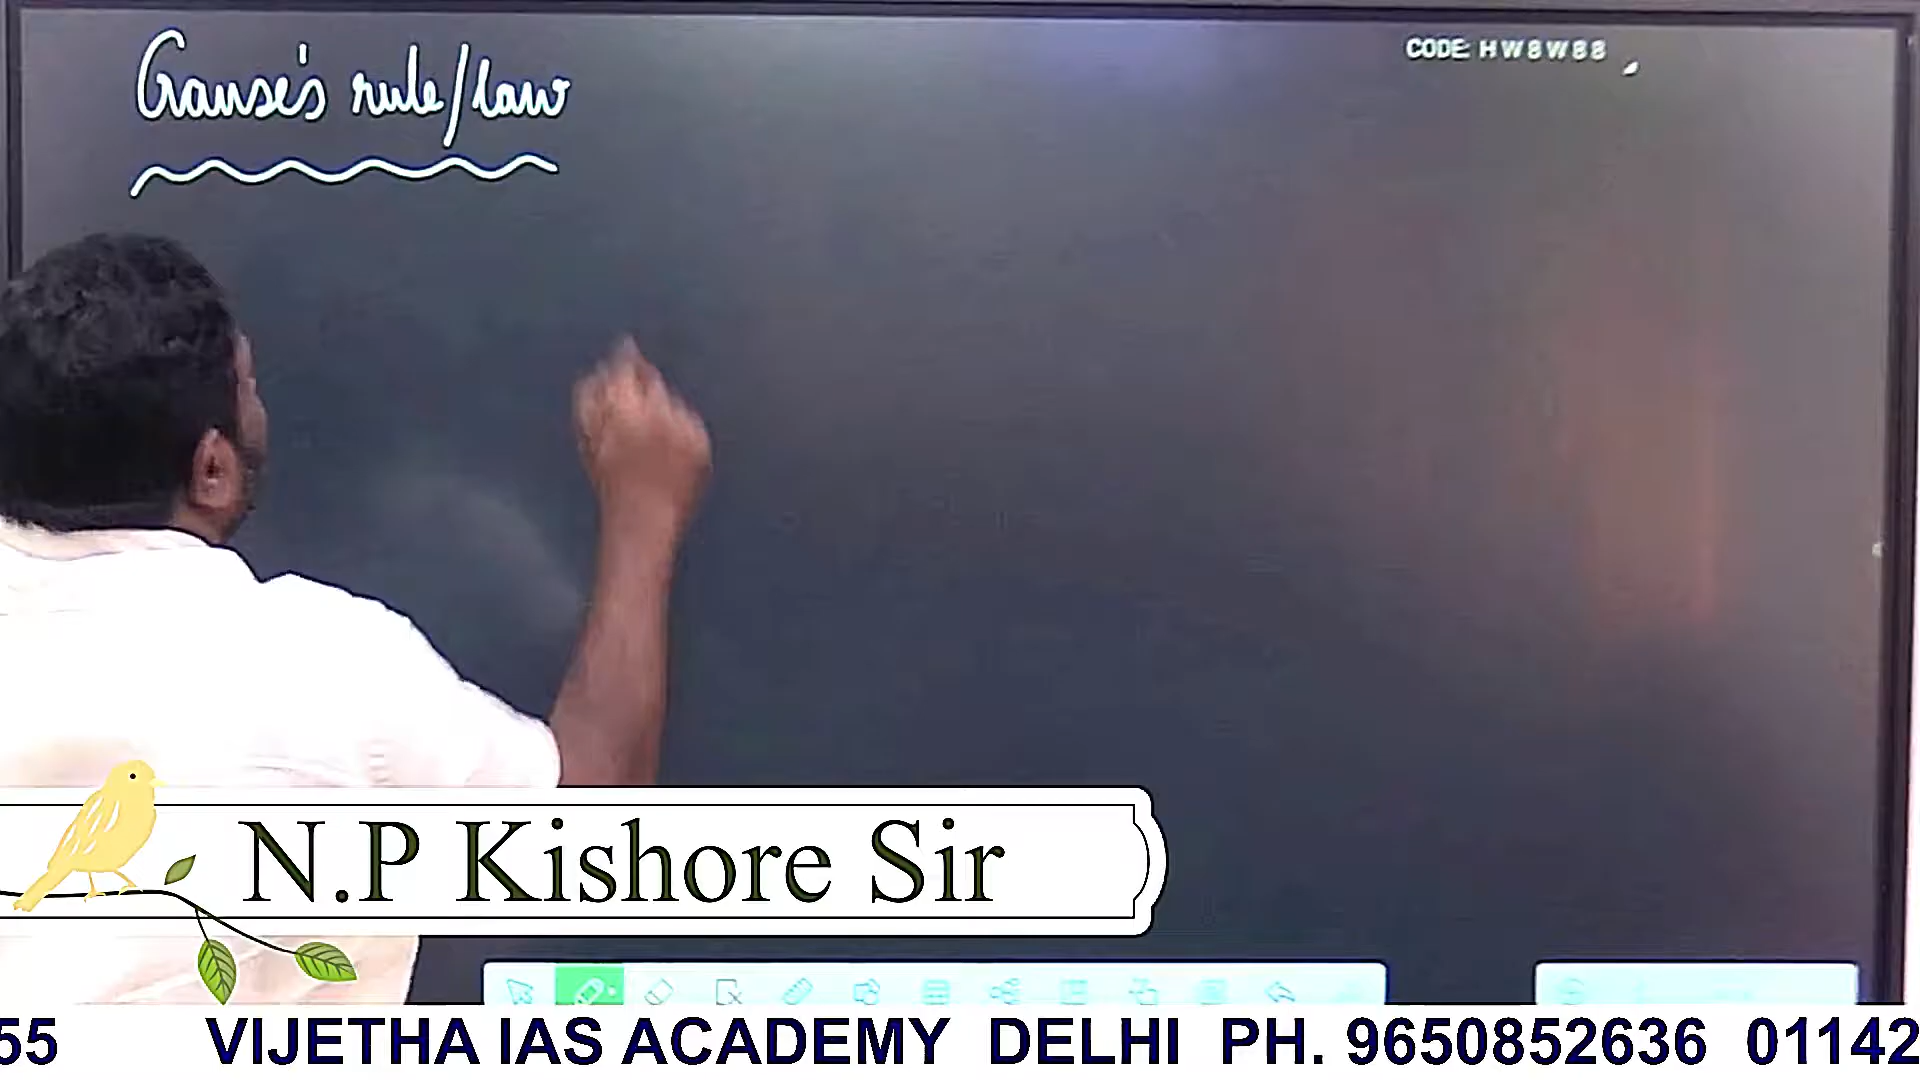 Gause's rule/law
CODE: HW8W88
N.P Kishore Sir
55 VIJETHA IAS ACADEMY DELHI PH. 9650852636 01142